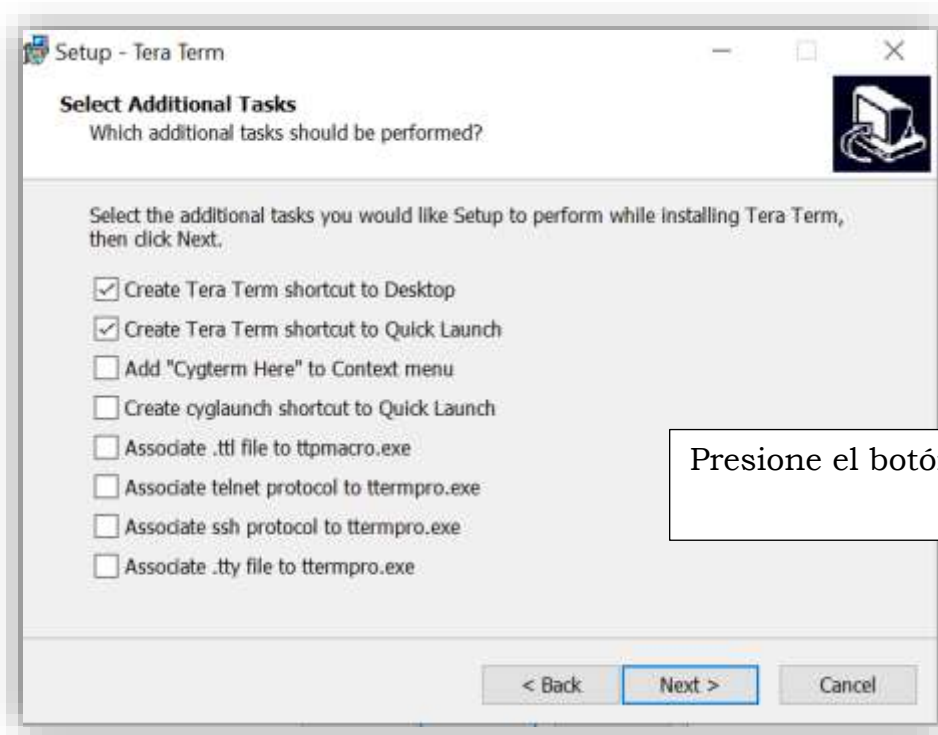 Setup - Tera Term
Select Additional Tasks
Which additional tasks should be performed?
Select the additional tasks you would like Setup to perform while installing Tera Term,
then click Next.
Create Tera Term shortcut to Desktop
Create Tera Term shortcut to Quick Launch
Add "Cygterm Here" to Context menu
Create cyglaunch shortcut to Quick Launch
Associate .ttl file to ttpmacro.exe
Presione el botó
Associate telnet protocol to ttermpro.exe
Associate ssh protocol to ttermpro.exe
Associate .tty file to ttermpro.exe
< Back Next > Cancel